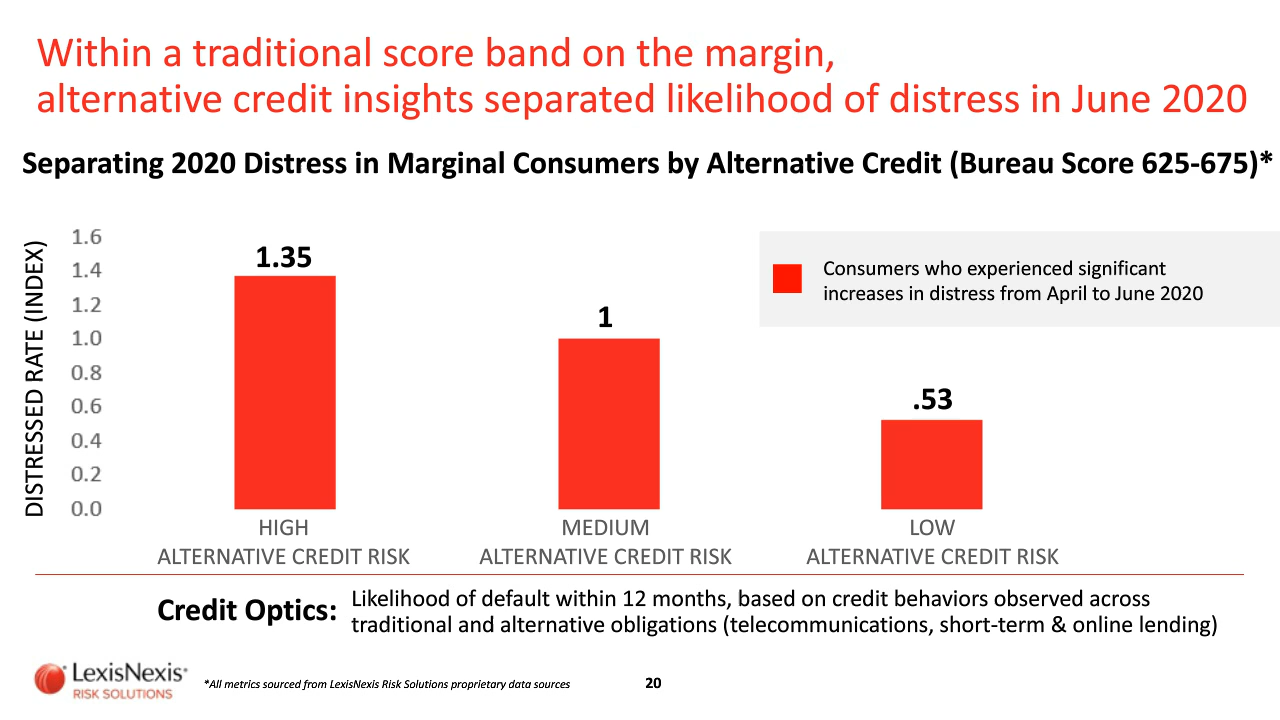 Within a traditional score band on the margin,
alternative credit insights separated likelihood of distress in June 2020
Separating 2020 Distress in Marginal Consumers by Alternative Credit (Bureau Score 625-675)*
DISTRESSED RATE (INDEX)
1.6
1.4
1.2
1.0
0.8
0.6
0.4
0.2
0.0
1.35
1
.53
Consumers who experienced significant
increases in distress from April to June 2020
HIGH
ALTERNATIVE CREDIT RISK
MEDIUM
ALTERNATIVE CREDIT RISK
LOW
ALTERNATIVE CREDIT RISK
Credit Optics:
Likelihood of default within 12 months, based on credit behaviors observed across
traditional and alternative obligations (telecommunications, short-term & online lending)
LexisNexis®
RISK SOLUTIONS
*All metrics sourced from LexisNexis Risk Solutions proprietary data sources
20